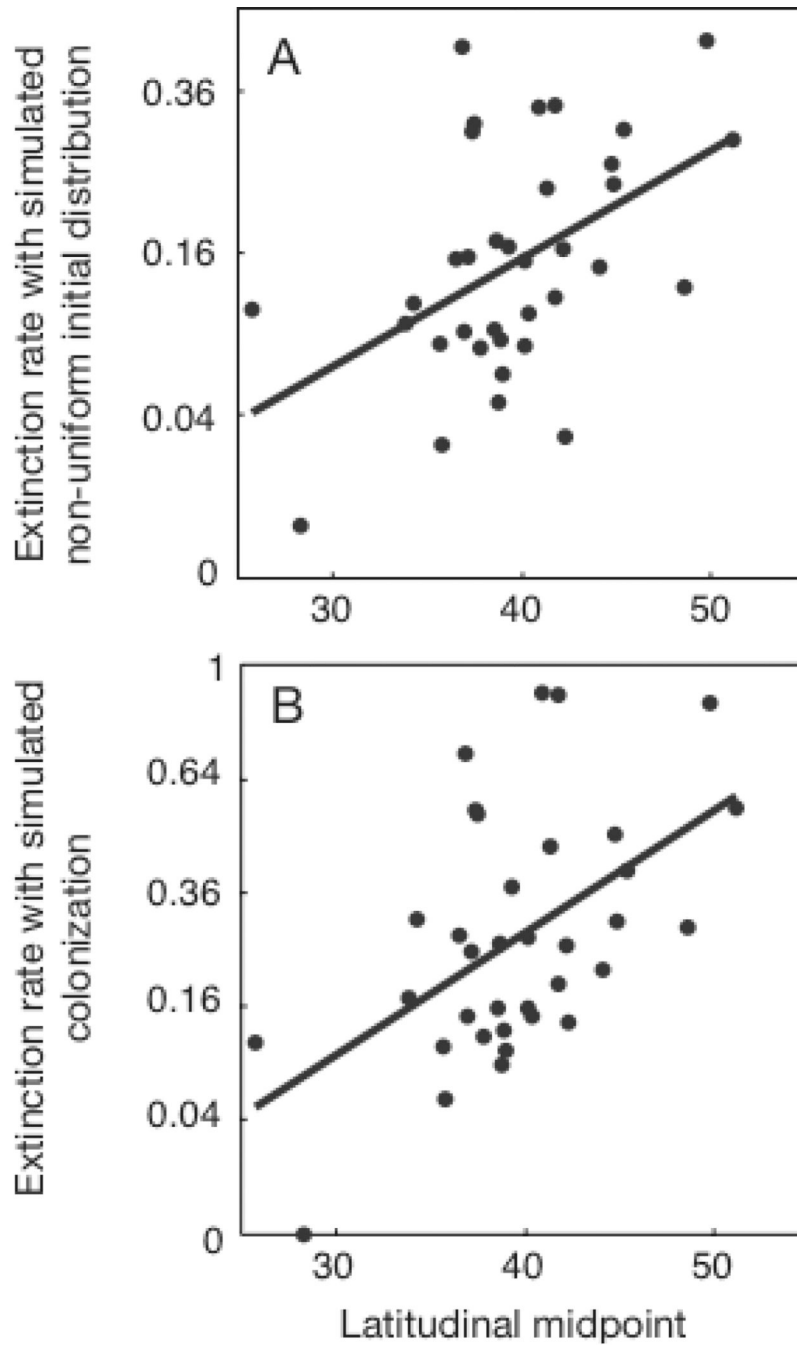 Extinction rate with simulated
non-uniform initial distribution
A
0.36
0.16
0.04
0
30 40 50
Extinction rate with simulated
colonization
B
1
0.64
0.36
0.16
0.04
0
30 40 50
Latitudinal midpoint